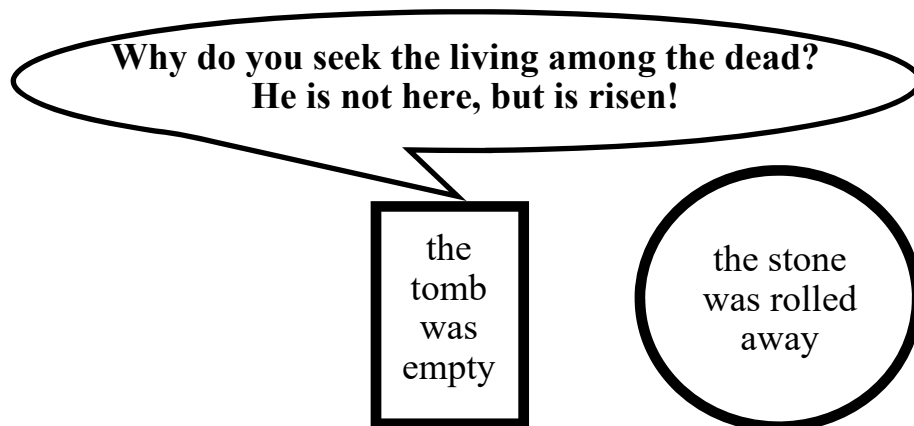 Why do you seek the living among the dead?
He is not here, but is risen!
the
tomb
was
empty
the stone
was rolled
away